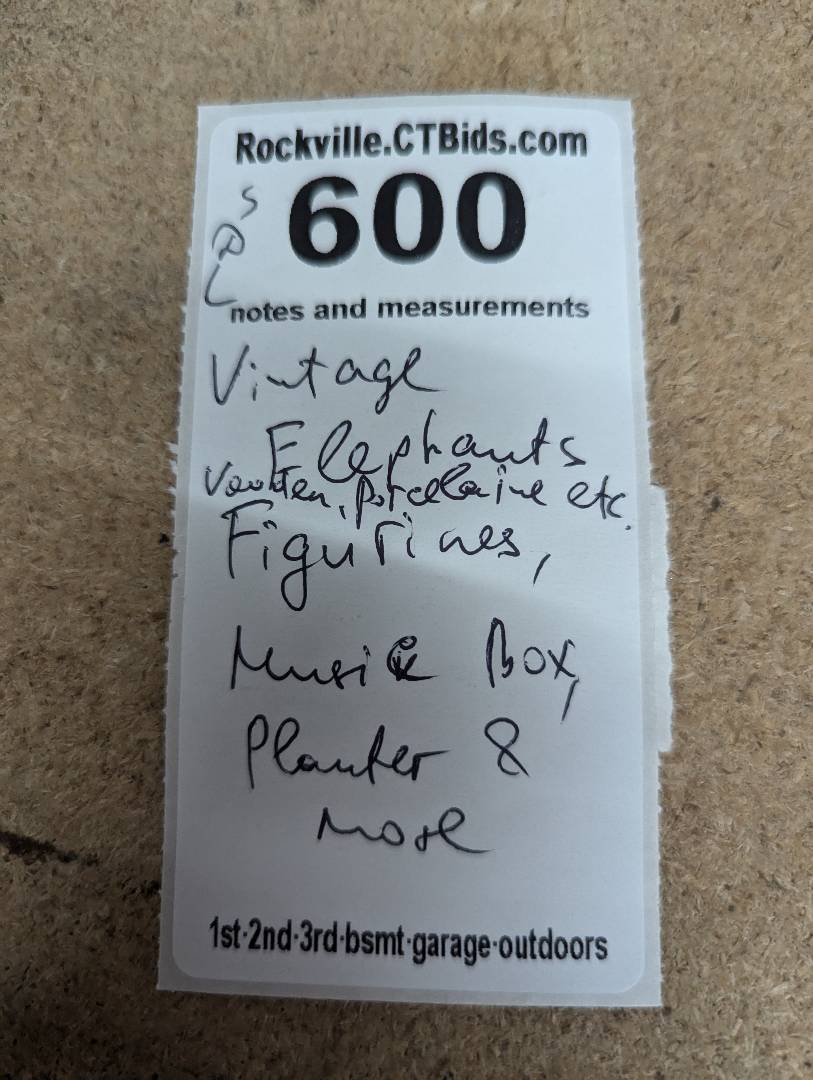 Rockville.CTBids.com
600
notes and measurements
Vintage
Elephants
Wooden, porcelaine etc.
Figurines,
Music Box,
Planter &
More
1st·2nd·3rd·bsmt·garage·outdoors